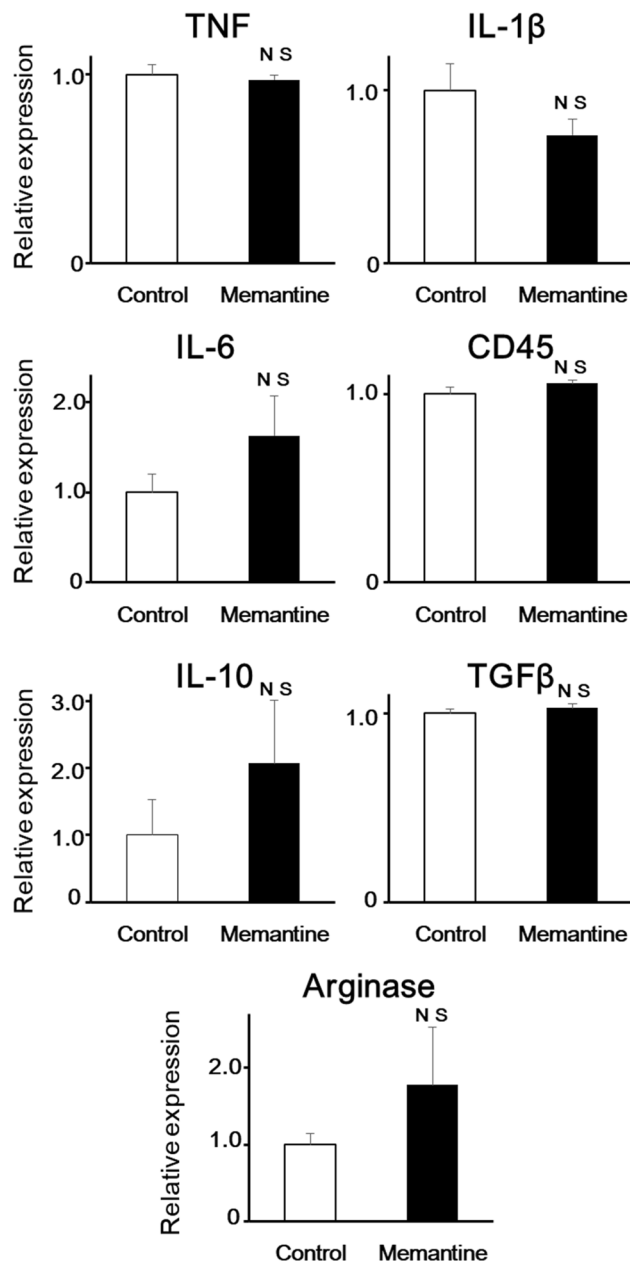 TNF
Relative expression
1.0
0
N S
Control Memantine
IL-1β
1.0
0
N S
Control Memantine
IL-6
Relative expression
2.0
1.0
0
N S
Control Memantine
CD45
1.0
0
N S
Control Memantine
IL-10
Relative expression
3.0
2.0
1.0
0
N S
Control Memantine
TGFβ
1.0
0
N S
Control Memantine
Arginase
Relative expression
2.0
1.0
0
N S
Control Memantine